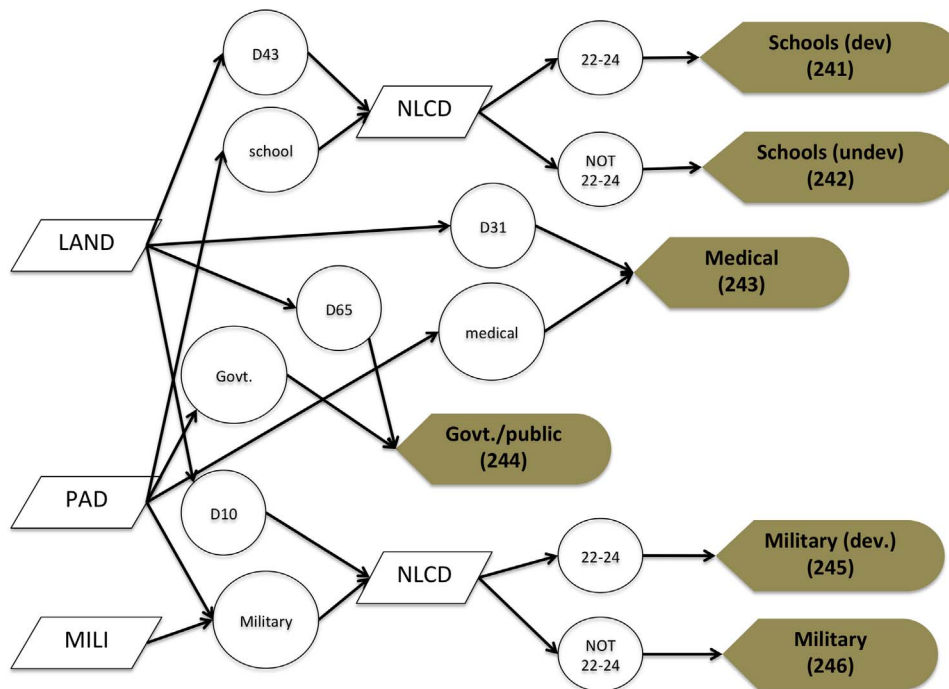 D43
22-24
Schools (dev)
(241)
NLCD
school
NOT
22-24
Schools (undev)
(242)
LAND
D31
Medical
(243)
D65
medical
Govt.
Govt./public
(244)
PAD
D10
22-24
Military (dev.)
(245)
NLCD
MILI
Military
NOT
22-24
Military
(246)